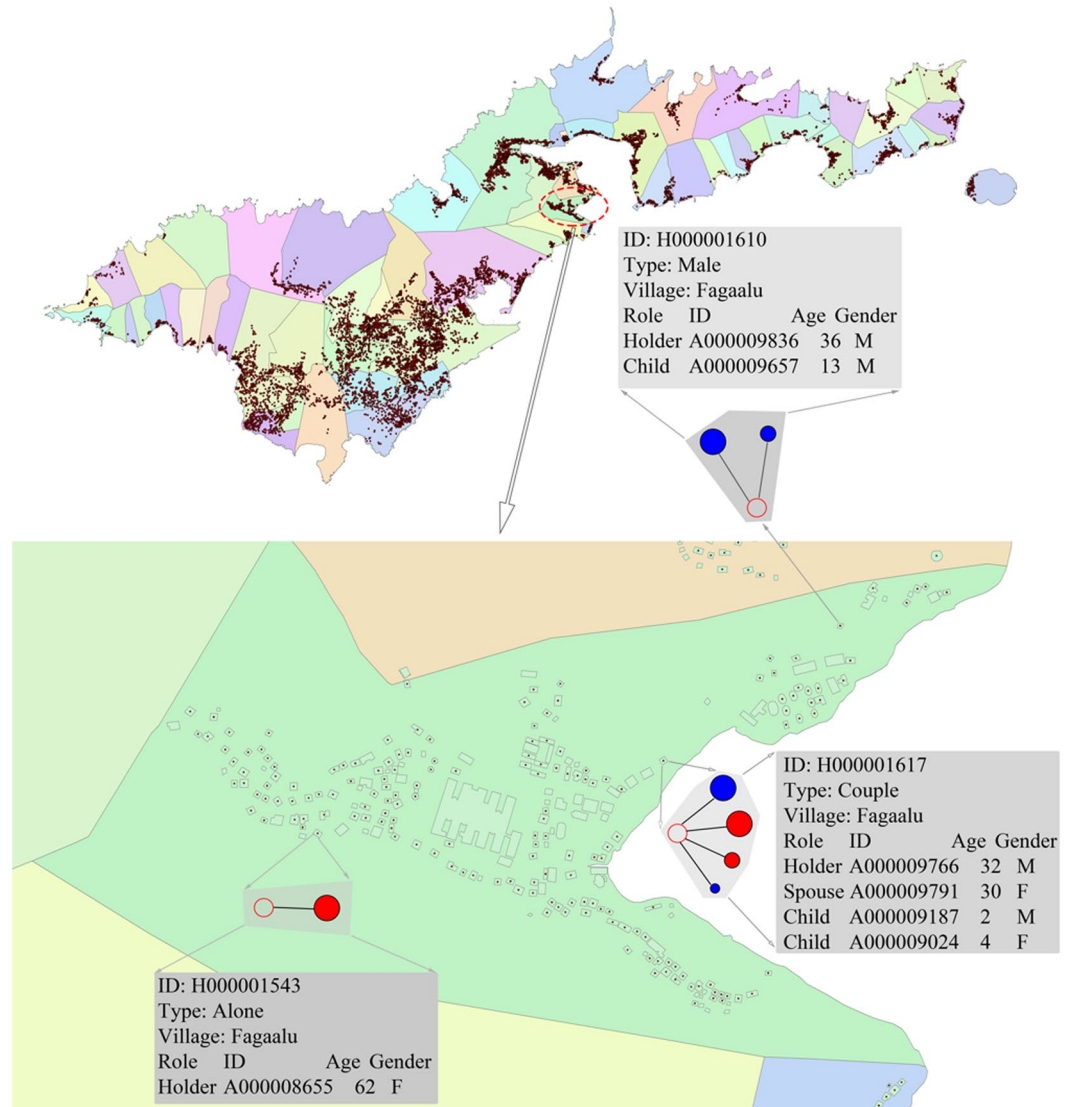 ID: H000001610
Type: Male
Village: Fagaalu
Role ID Age Gender
Holder A000009836 36 M
Child A000009657 13 M
ID: H000001617
Type: Couple
Village: Fagaalu
Role ID Age Gender
Holder A000009766 32 M
Spouse A000009791 30 F
Child A000009187 2 M
Child A000009024 4 F
ID: H000001543
Type: Alone
Village: Fagaalu
Role ID Age Gender
Holder A000008655 62 F